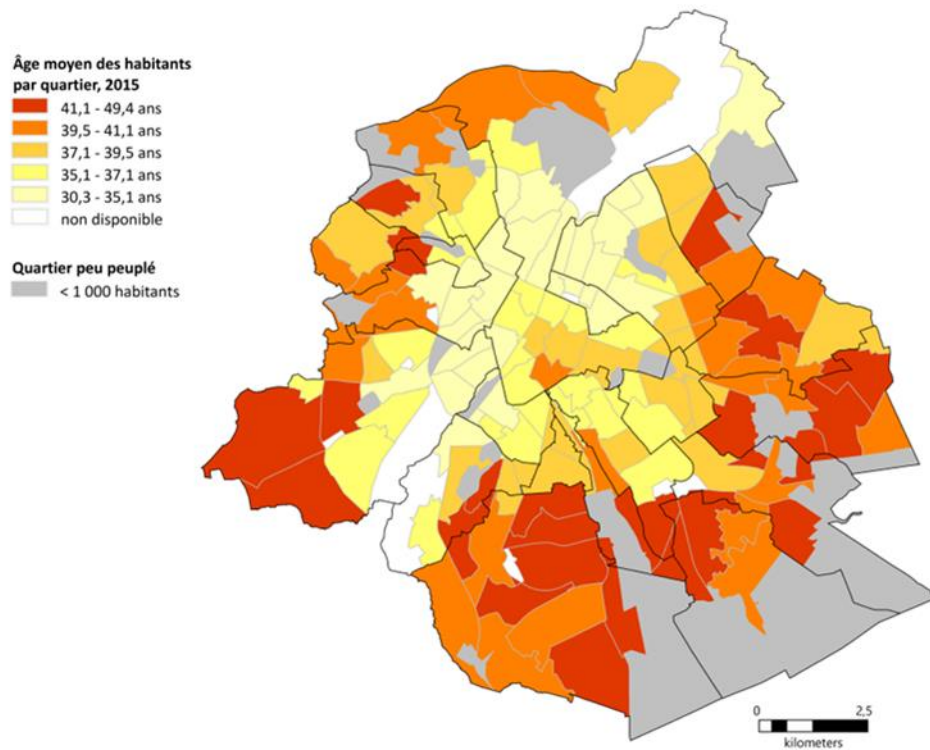 Âge moyen des habitants
par quartier, 2015
41,1 - 49,4 ans
39,5 - 41,1 ans
37,1 - 39,5 ans
35,1 - 37,1 ans
30,3 - 35,1 ans
non disponible
Quartier peu peuplé
< 1 000 habitants
0 2,5
kilometers